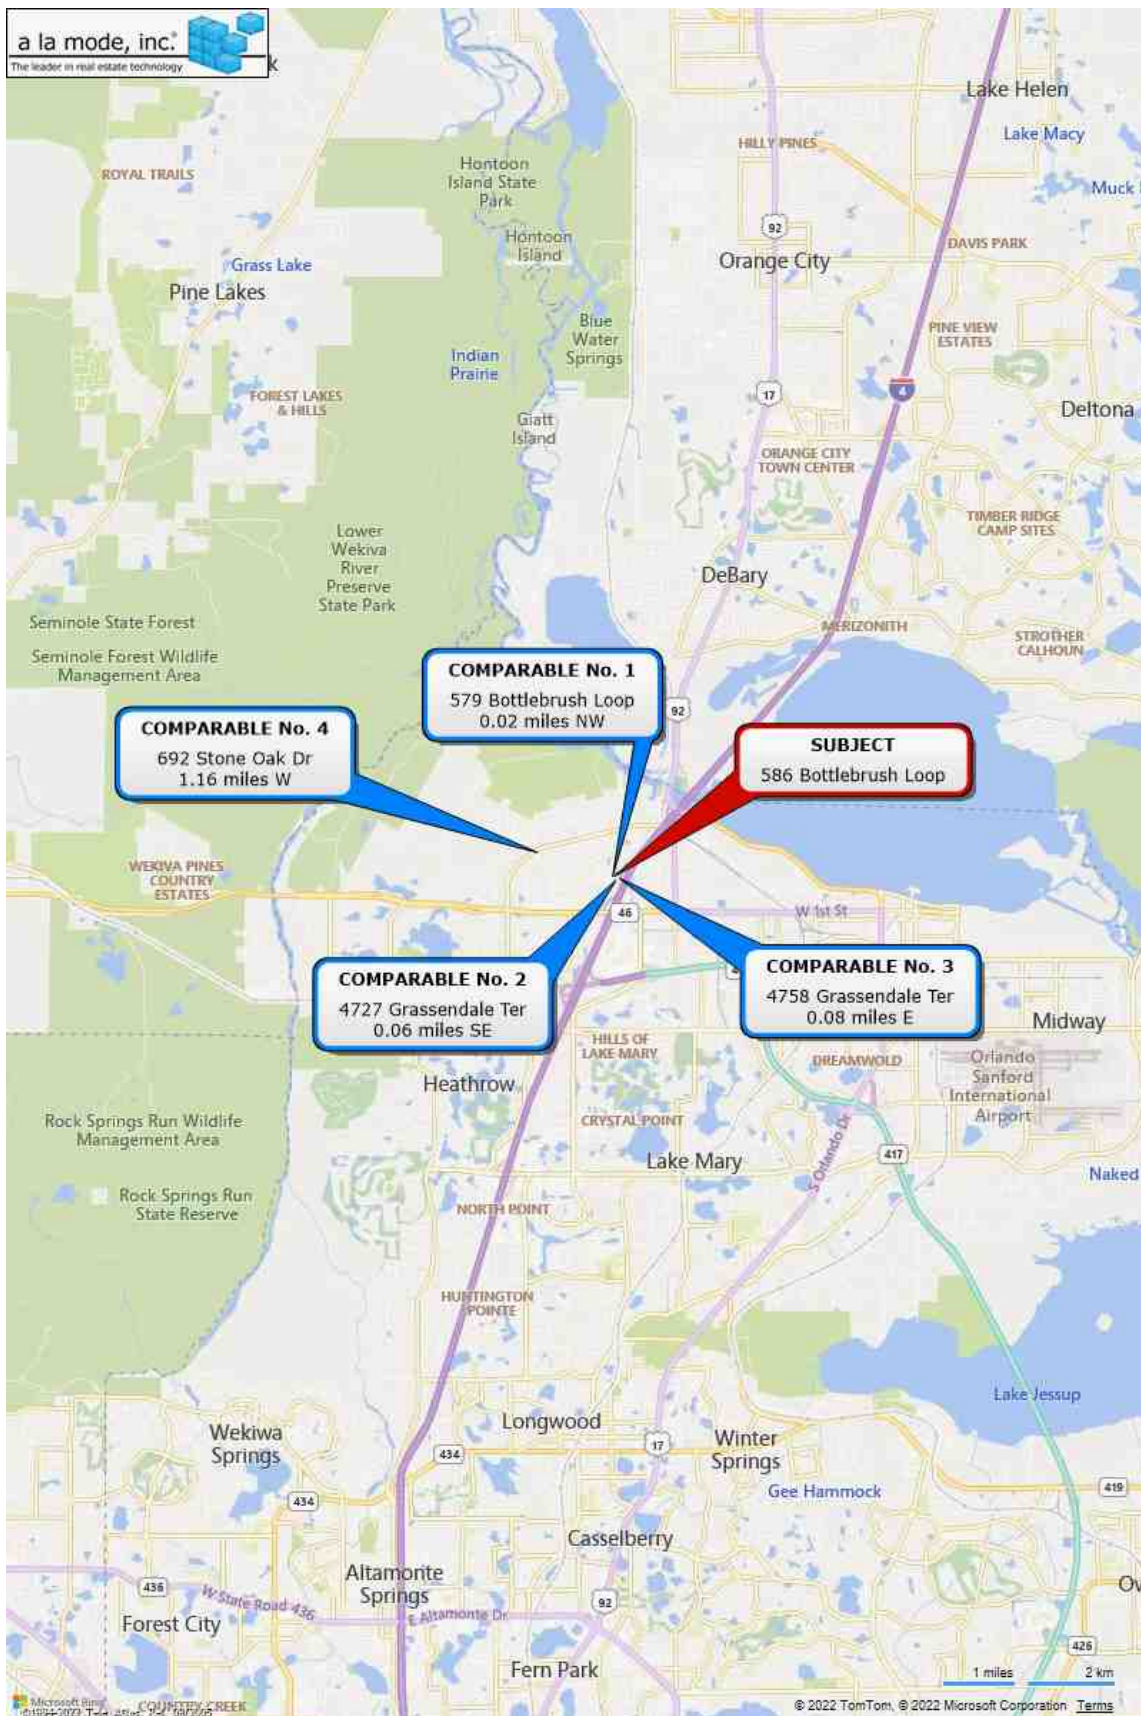 a la mode, inc.
The leader in real estate technology
k
Lake Helen
Lake Macy
HILLY PINES
Hontoon
Island State
Park
ROYAL TRAILS
Muck
92
Hontoon
Island
DAVIS PARK
Orange City
Grass Lake
Pine Lakes
Blue
Water
Springs
PINE VIEW
ESTATES
Indian
Prairie
17
4
FOREST LAKES
& HILLS
Deltona
Giatt
Island
ORANGE CITY
TOWN CENTER
TIMBER RIDGE
CAMP SITES
Lower
Wekiva
River
Preserve
State Park
DeBary
Seminole State Forest
MERIZONITH
STROTHER
CALHOUN
Seminole Forest Wildlife
Management Area
COMPARABLE No. 1
579 Bottlebrush Loop
0.02 miles NW
92
COMPARABLE No. 4
692 Stone Oak Dr
1.16 miles W
SUBJECT
586 Bottlebrush Loop
WEKIVA PINES
COUNTRY
ESTATES
46
W 1st St
COMPARABLE No. 2
4727 Grassendale Ter
0.06 miles SE
COMPARABLE No. 3
4758 Grassendale Ter
0.08 miles E
Midway
HILLS OF
LAKE MARY
DREAMWOLD
Orlando
Sanford
International
Airport
Heathrow
Rock Springs Run Wildlife
Management Area
CRYSTAL POINT
S Orlando Dr
417
Lake Mary
Naked
Rock Springs Run
State Reserve
NORTH POINT
HUNTINGTON
POINTE
Lake Jessup
Longwood
Wekiwa
Springs
434
17
Winter
Springs
434
Gee Hammock
419
Casselberry
Altamonte
Springs
436
W State Road 436
92
E Altamonte Dr
Ov
Forest City
426
Fern Park
1 miles
2 km
Microsoft Bing
COUNTRY CREEK
© 2022 TomTom, © 2022 Microsoft Corporation Terms